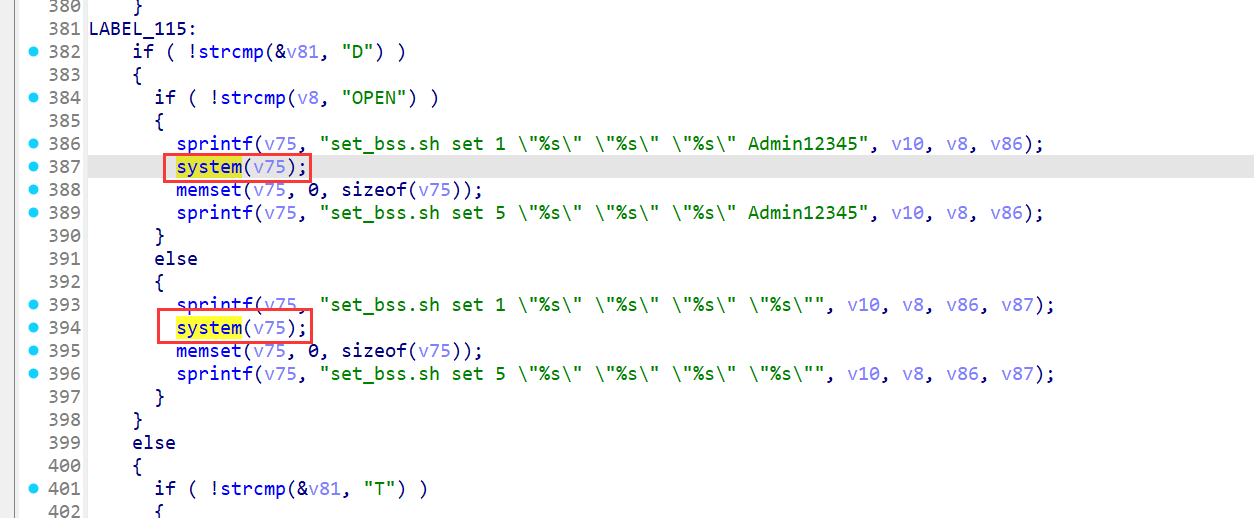 380 }
381 LABEL_115:
382 if ( !strcmp(&v81, "D") )
383 {
384 if ( !strcmp(v8, "OPEN") )
385 {
386 sprintf(v75, "set_bss.sh set 1 \"%s\" \"%s\" \"%s\" Admin12345", v10, v8, v86);
387 system(v75);
388 memset(v75, 0, sizeof(v75));
389 sprintf(v75, "set_bss.sh set 5 \"%s\" \"%s\" \"%s\" Admin12345", v10, v8, v86);
390 }
391 else
392 {
393 sprintf(v75, "set_bss.sh set 1 \"%s\" \"%s\" \"%s\" \"%s\"", v10, v8, v86, v87);
394 system(v75);
395 memset(v75, 0, sizeof(v75));
396 sprintf(v75, "set_bss.sh set 5 \"%s\" \"%s\" \"%s\" \"%s\"", v10, v8, v86, v87);
397 }
398 }
399 else
400 {
401 if ( !strcmp(&v81, "T") )
402 {